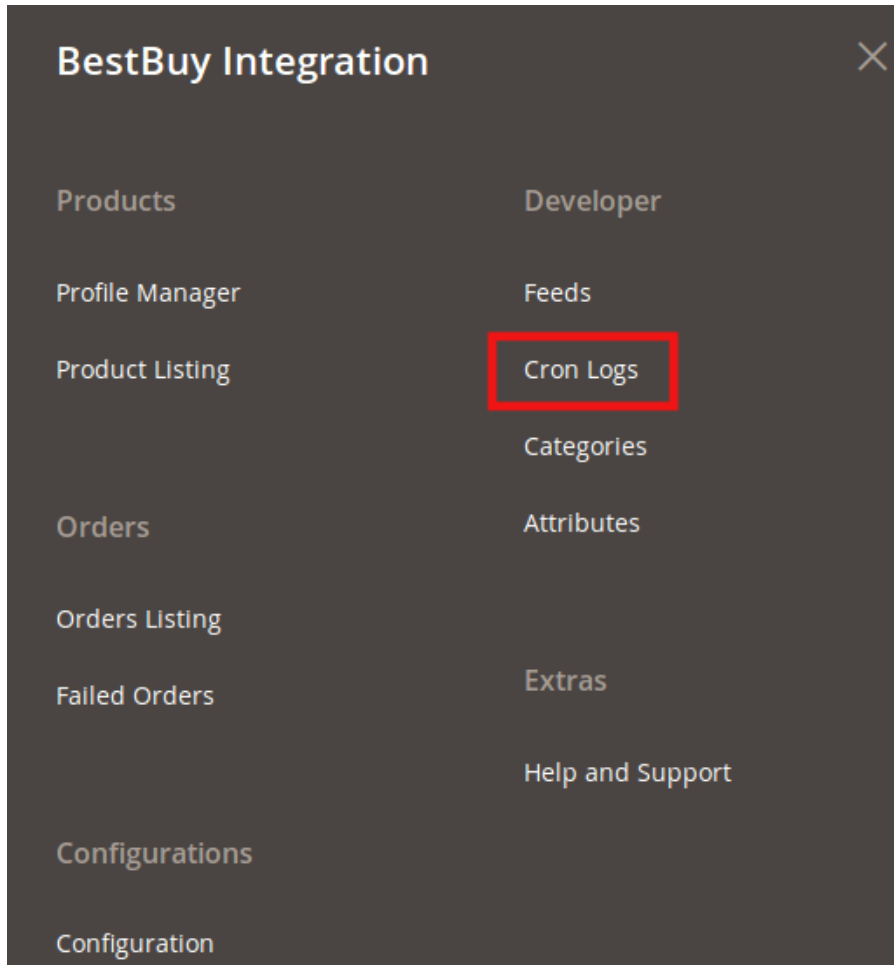 BestBuy Integration
Products
Profile Manager
Product Listing
Orders
Orders Listing
Failed Orders
Configurations
Configuration
Developer
Feeds
Cron Logs
Categories
Attributes
Extras
Help and Support